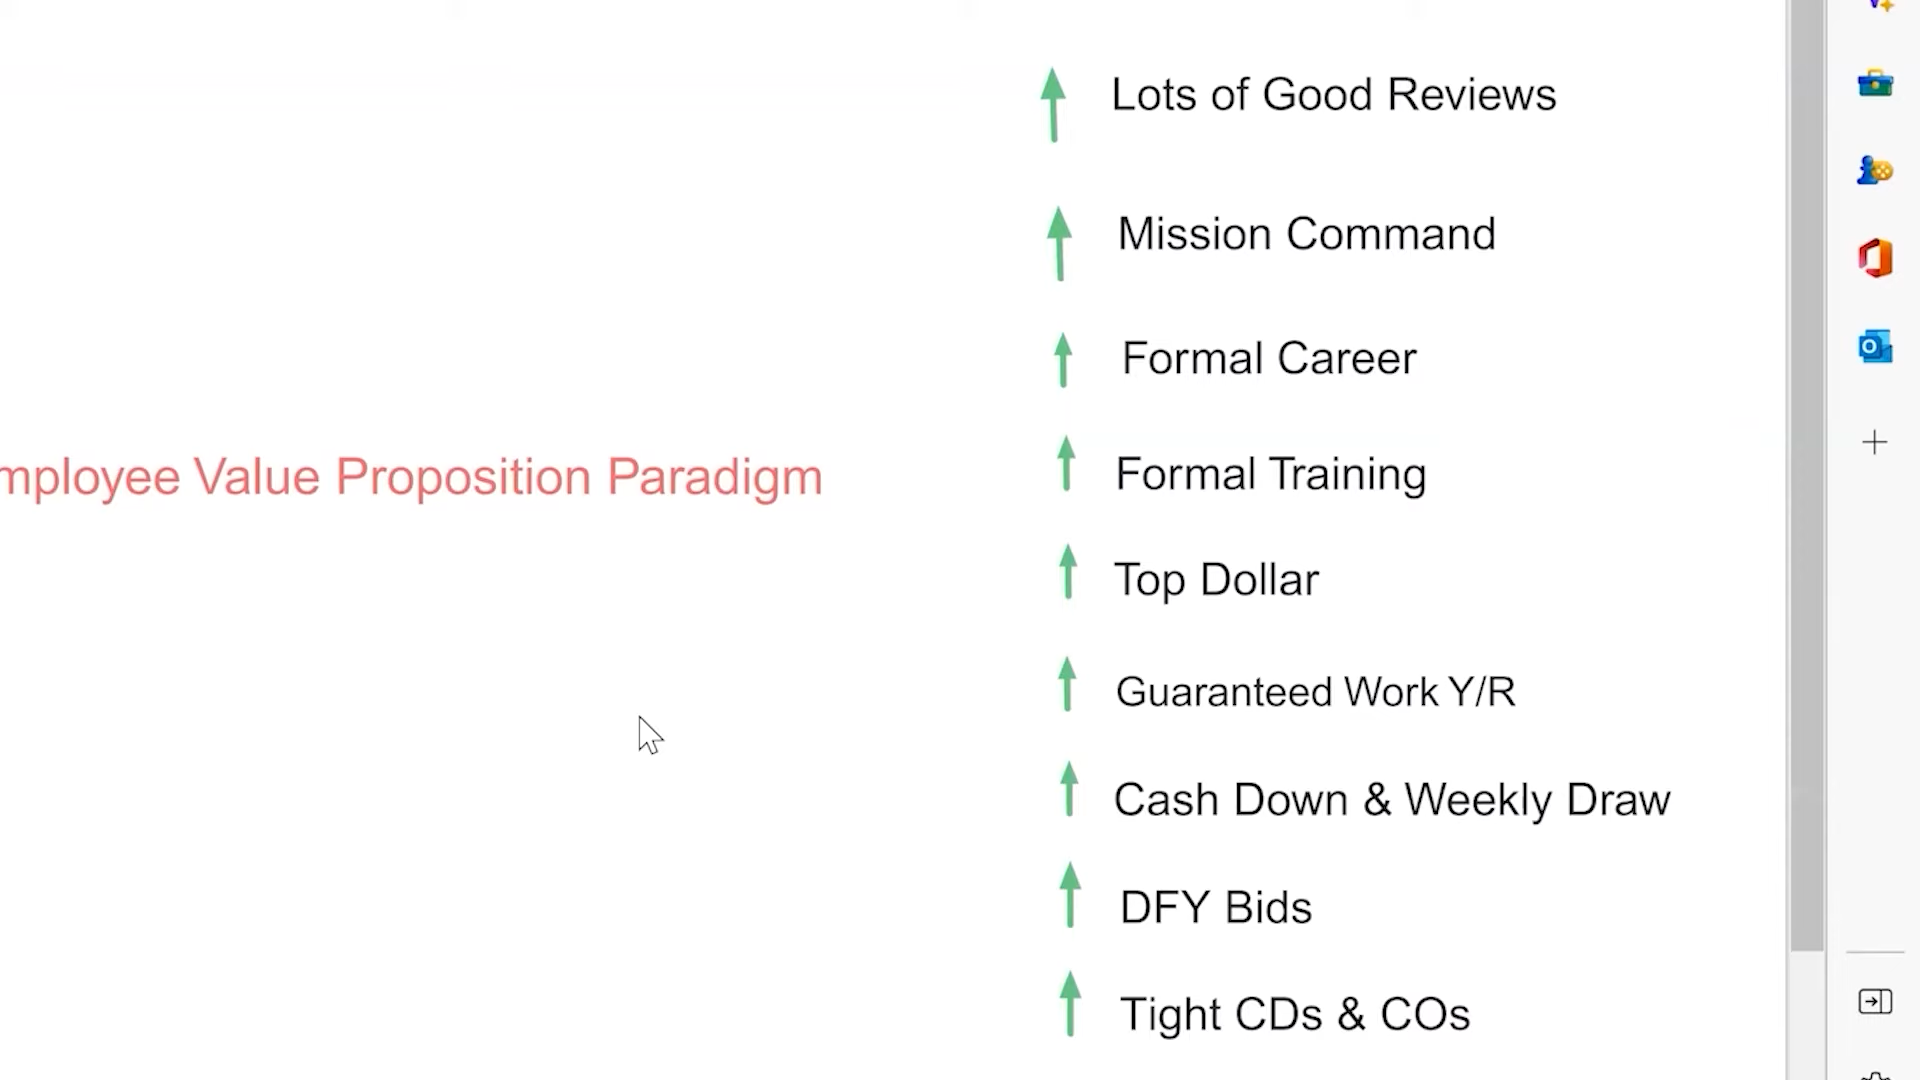 Lots of Good Reviews
Mission Command
Formal Career
mployee Value Proposition Paradigm
Formal Training
Top Dollar
Guaranteed Work Y/R
Cash Down & Weekly Draw
DFY Bids
Tight CDs & COs